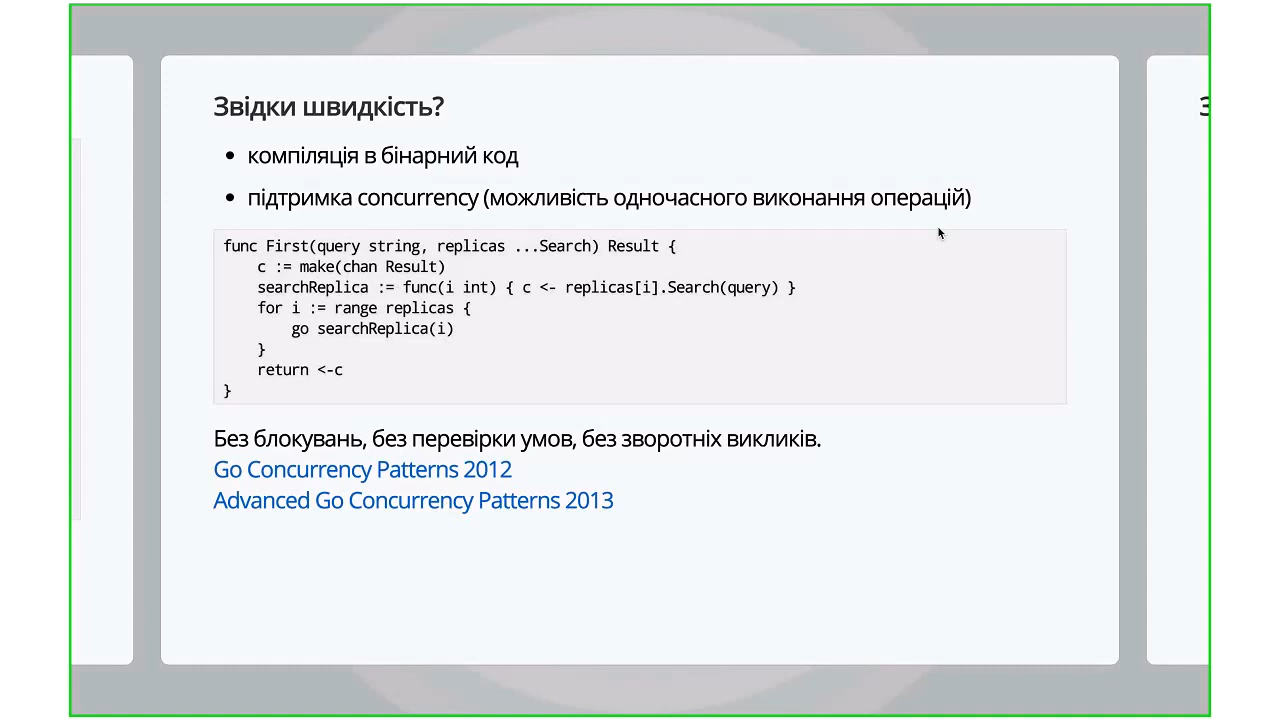 Звідки швидкість?
З
компіляція в бінарний код
підтримка concurrency (можливість одночасного виконання операцій)
func First(query string, replicas ...Search) Result {
    c := make(chan Result)
    searchReplica := func(i int) { c <- replicas[i].Search(query) }
    for i := range replicas {
        go searchReplica(i)
    }
    return <-c
}
Без блокувань, без перевірки умов, без зворотніх викликів.
Go Concurrency Patterns 2012
Advanced Go Concurrency Patterns 2013